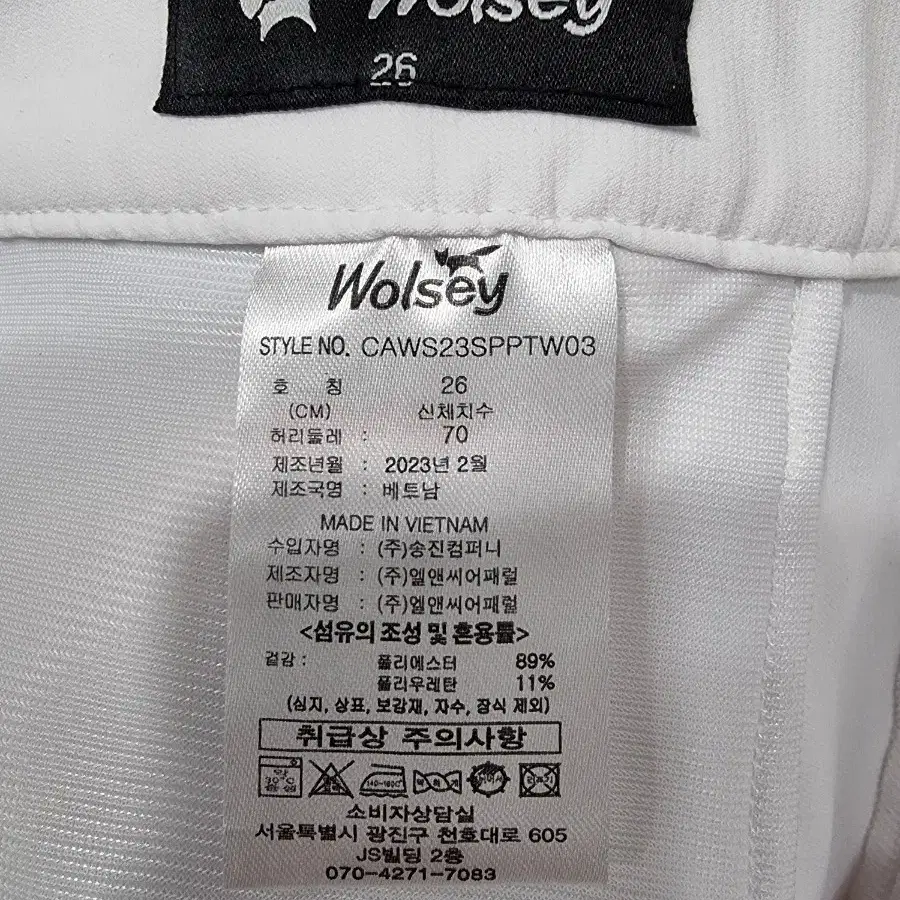 Wolsey
26
Wolsey
STYLE NO. CAWS23SPPTW03
호 칭 26
(CM) 신체치수
허리둘레 : 70
제조년월 : 2023년 2월
제조국명 : 베트남
MADE IN VIETNAM
수입자명 : (주)송진컴퍼니
제조자명 : (주)엘앤씨어패럴
판매자명 : (주)엘앤씨어패럴
<섬유의 조성 및 혼용률>
겉감 : 폴리에스터 89%
폴리우레탄 11%
(심지, 상표, 보강재, 자수, 장식 제외)
취급상 주의사항
140~160℃
소비자상담실
서울특별시 광진구 천호대로 605
JS빌딩 2층
070-4271-7083